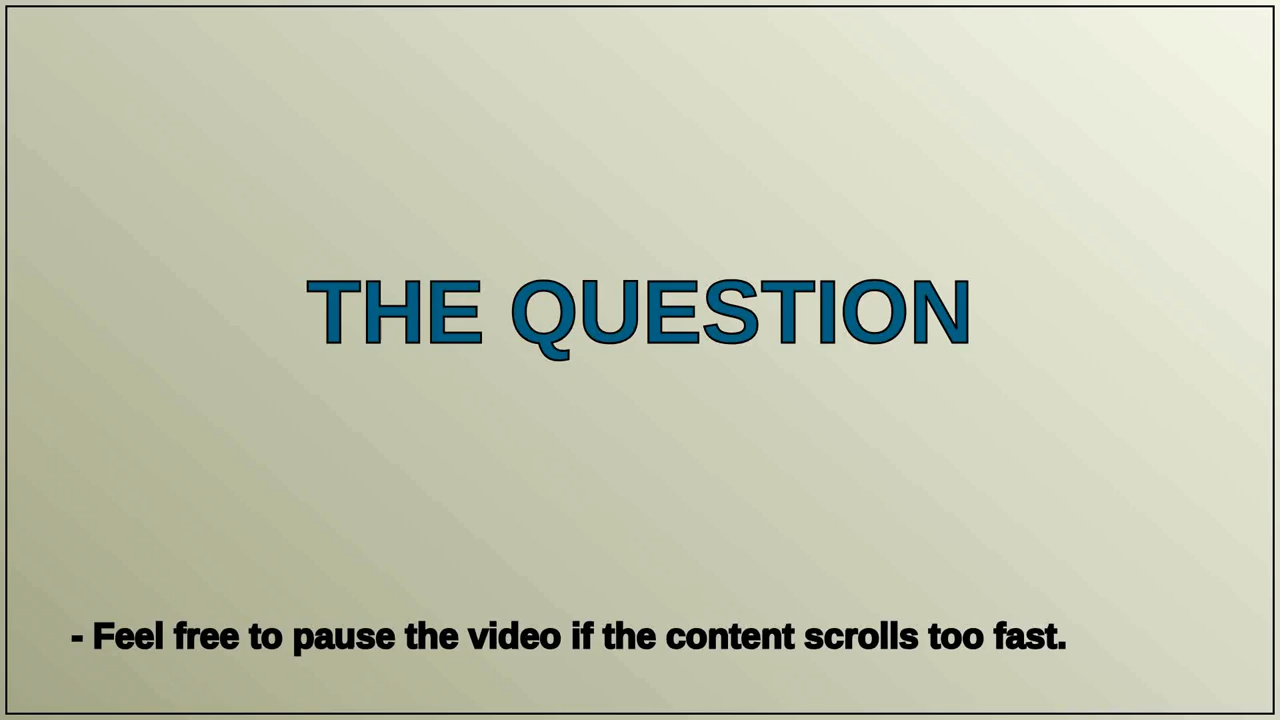 THE QUESTION
- Feel free to pause the video if the content scrolls too fast.